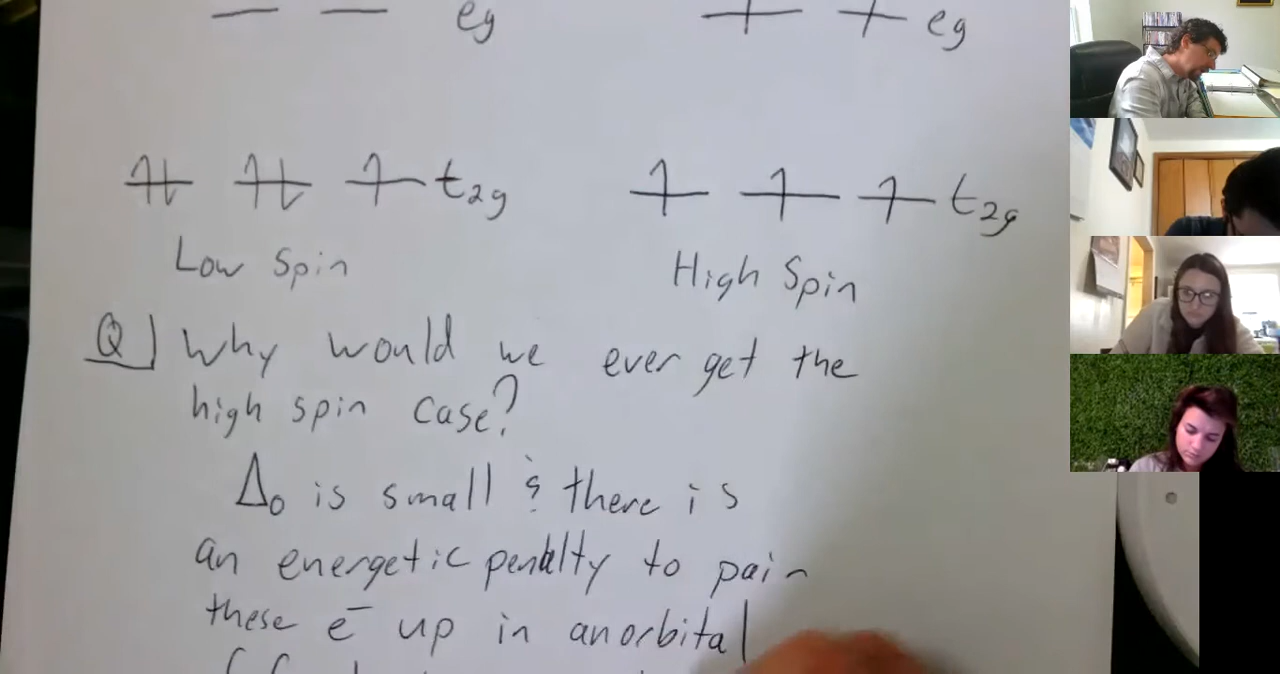 eg eg
t2g t2g
Low Spin High Spin
Q Why would we ever get the
high spin case?
Δo is small & there is
an energetic penalty to pair
these e⁻ up in an orbital